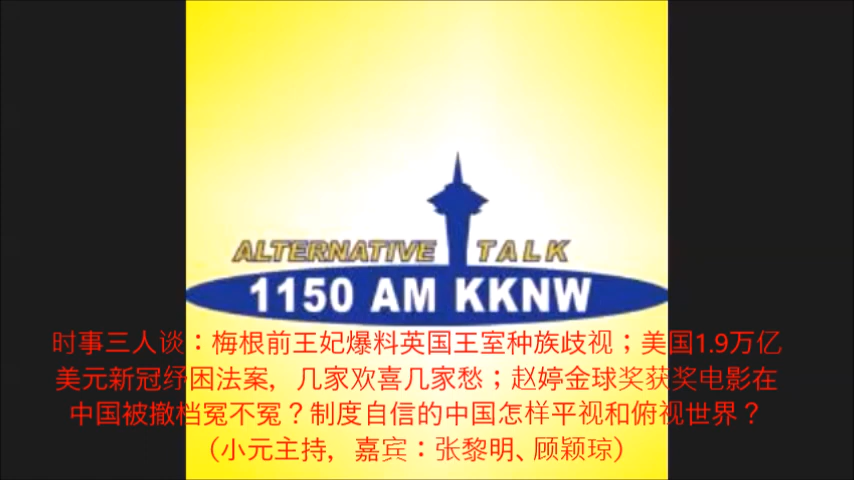 ALTERNATIVE TALK
1150 AM KKNW
时事三人谈：梅根前王妃爆料英国王室种族歧视；美国1.9万亿
美元新冠纾困法案，几家欢喜几家愁；赵婷金球奖获奖电影在
中国被撤档冤不冤？制度自信的中国怎样平视和俯视世界？
（小元主持，嘉宾：张黎明、顾颖琼）